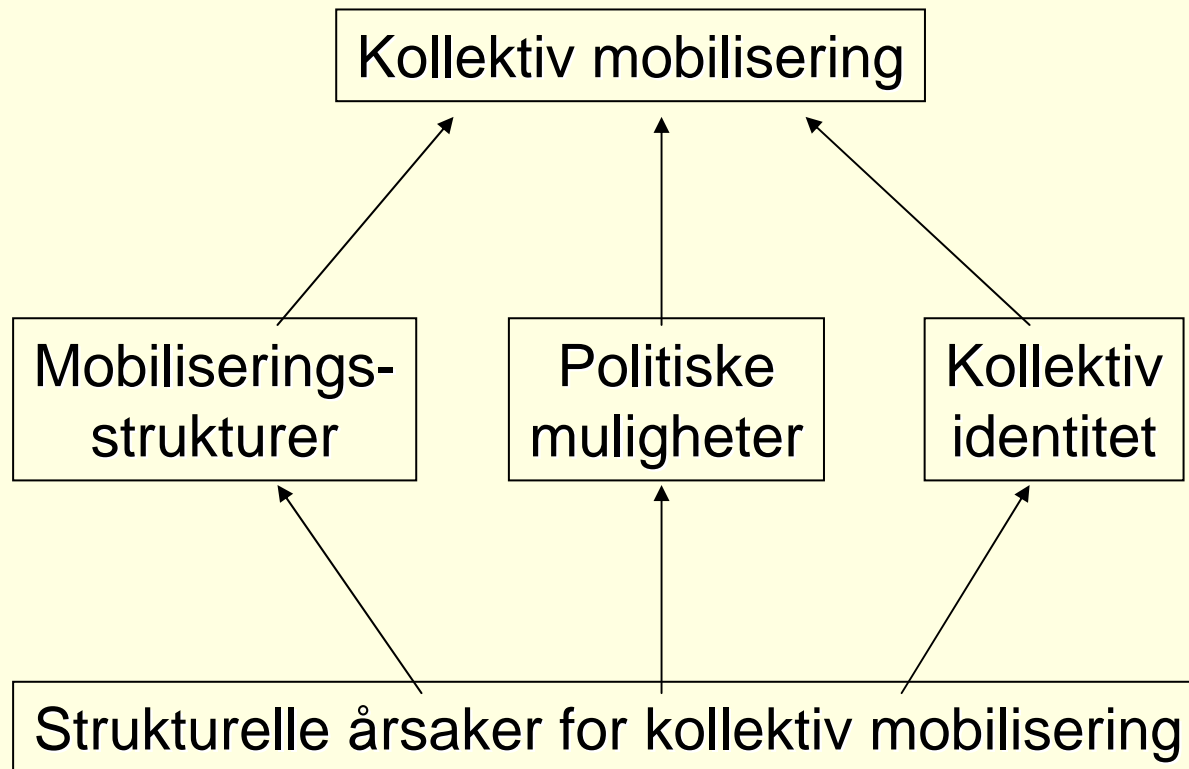 Kollektiv mobilisering
Mobiliserings-
strukturer
Politiske
muligheter
Kollektiv
identitet
Strukturelle årsaker for kollektiv mobilisering